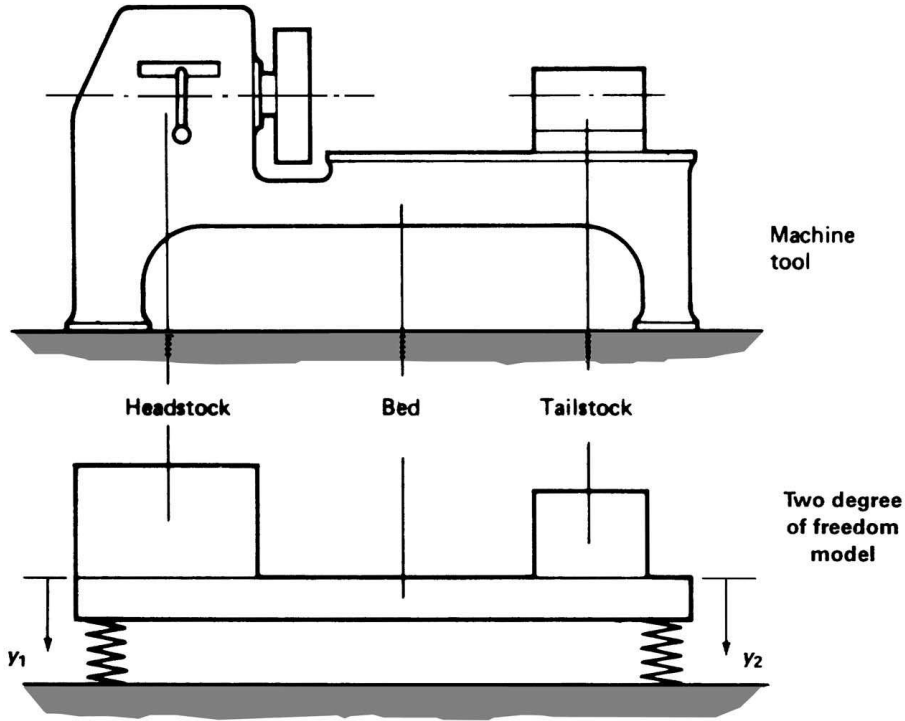 Machine
tool
Headstock Bed Tailstock
Two degree
of freedom
model
y₁ y₂